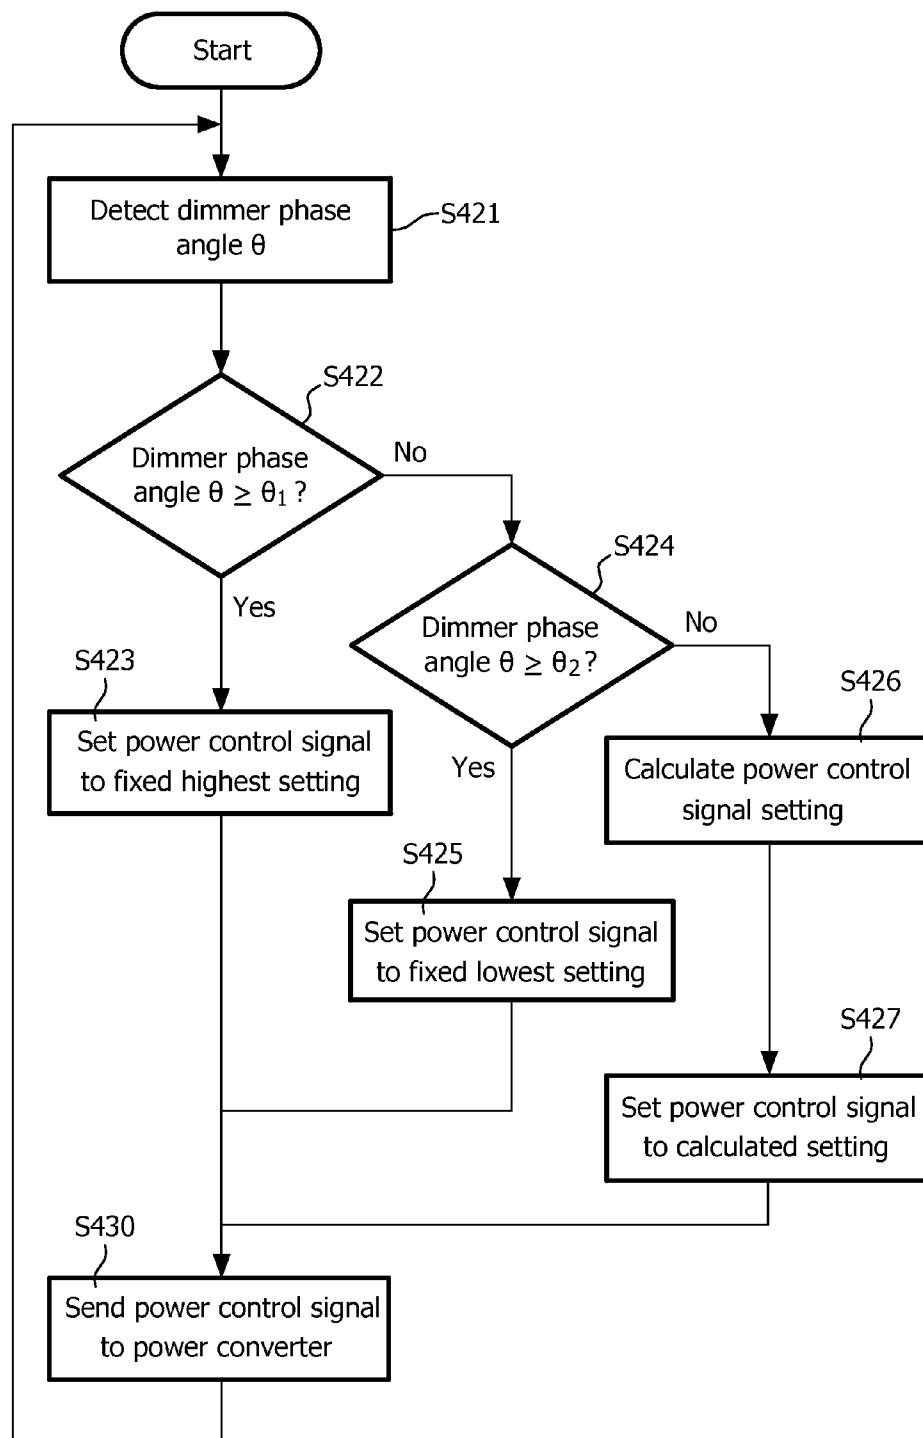 Start
Detect dimmer phase
angle θ
S421
S422
Dimmer phase
angle θ ≥ θ₁ ?
No
Yes
S424
Dimmer phase
angle θ ≥ θ₂?
No
Yes
S423
Set power control signal
to fixed highest setting
S426
Calculate power control
signal setting
S425
Set power control signal
to fixed lowest setting
S427
Set power control signal
to calculated setting
S430
Send power control signal
to power converter